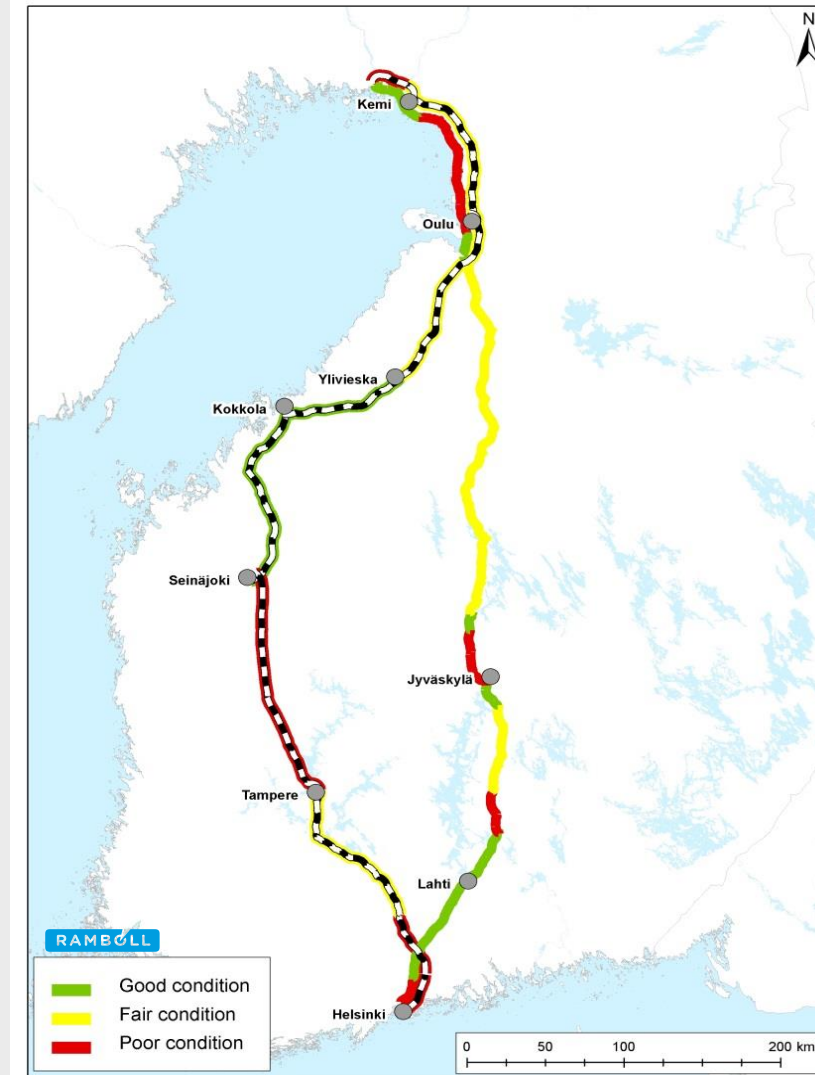 N
Kemi
Oulu
Ylivieska
Kokkola
Seinäjoki
Jyväskylä
Tampere
Lahti
RAMBOLL
Good condition
Fair condition
Poor condition
Helsinki
0 50 100 200 km